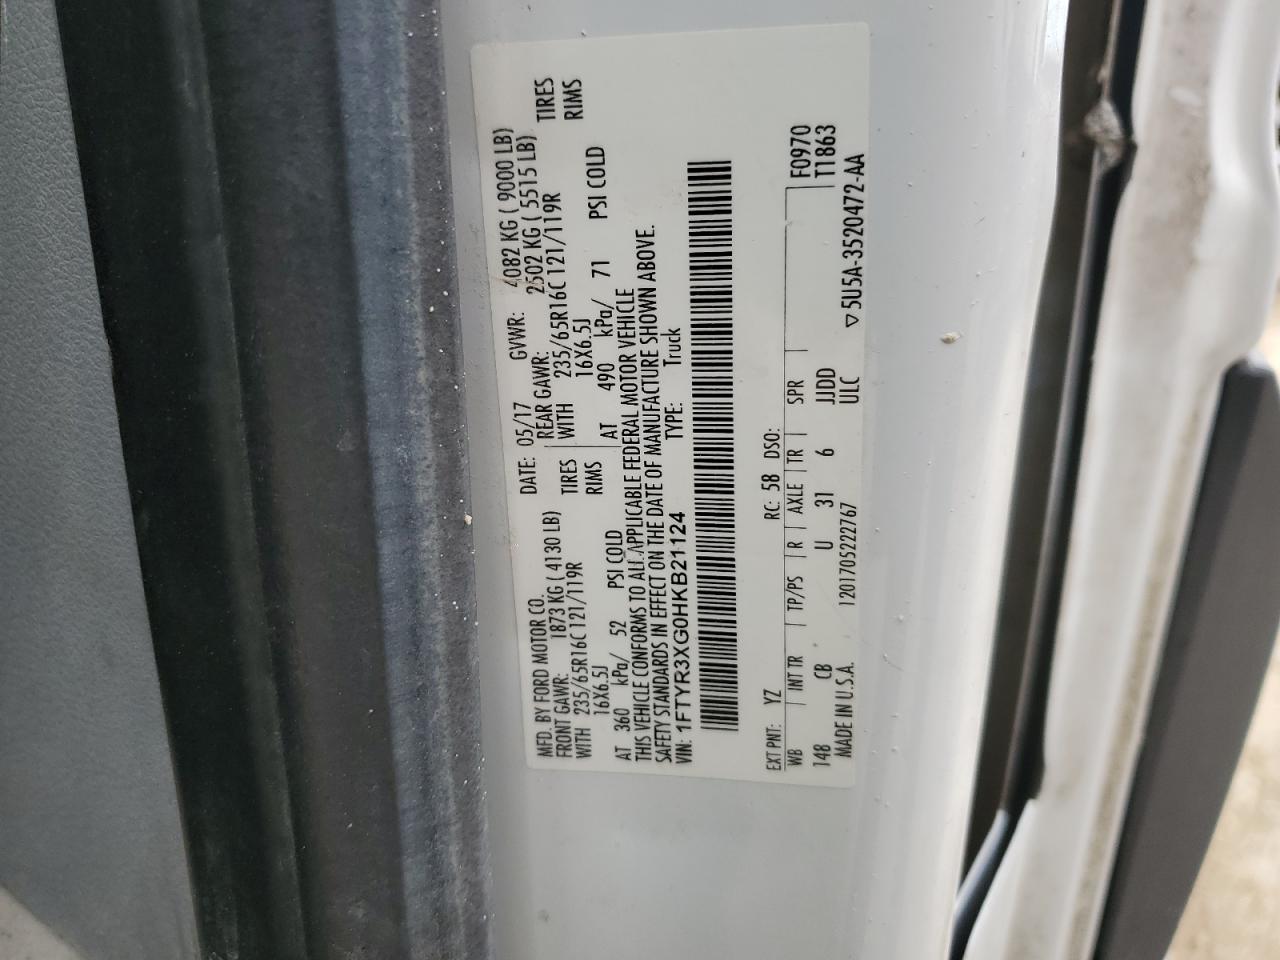 MFD. BY FORD MOTOR CO. DATE: 05/17 GVWR: 4082 KG ( 9000 LB)
FRONT GAWR: 1873 KG ( 4130 LB) REAR GAWR: 2502 KG ( 5515 LB)
WITH 235/65R16C 121/119R TIRES WITH 235/65R16C 121/119R TIRES
16X6.5J RIMS 16X6.5J RIMS
AT 360 kPa/ 52 PSI COLD AT 490 kPa/ 71 PSI COLD
THIS VEHICLE CONFORMS TO ALL APPLICABLE FEDERAL MOTOR VEHICLE
SAFETY STANDARDS IN EFFECT ON THE DATE OF MANUFACTURE SHOWN ABOVE.
VIN: 1FTYR3XG0HKB21124 TYPE: Truck
EXT PNT: YZ RC: 58 DSO: F0970
WB INT TR TP/PS R AXLE TR SPR T1863
148 CB U 31 6 JJDD
MADE IN U.S.A. 1201705222767 ULC ▽5U5A-3520472-AA